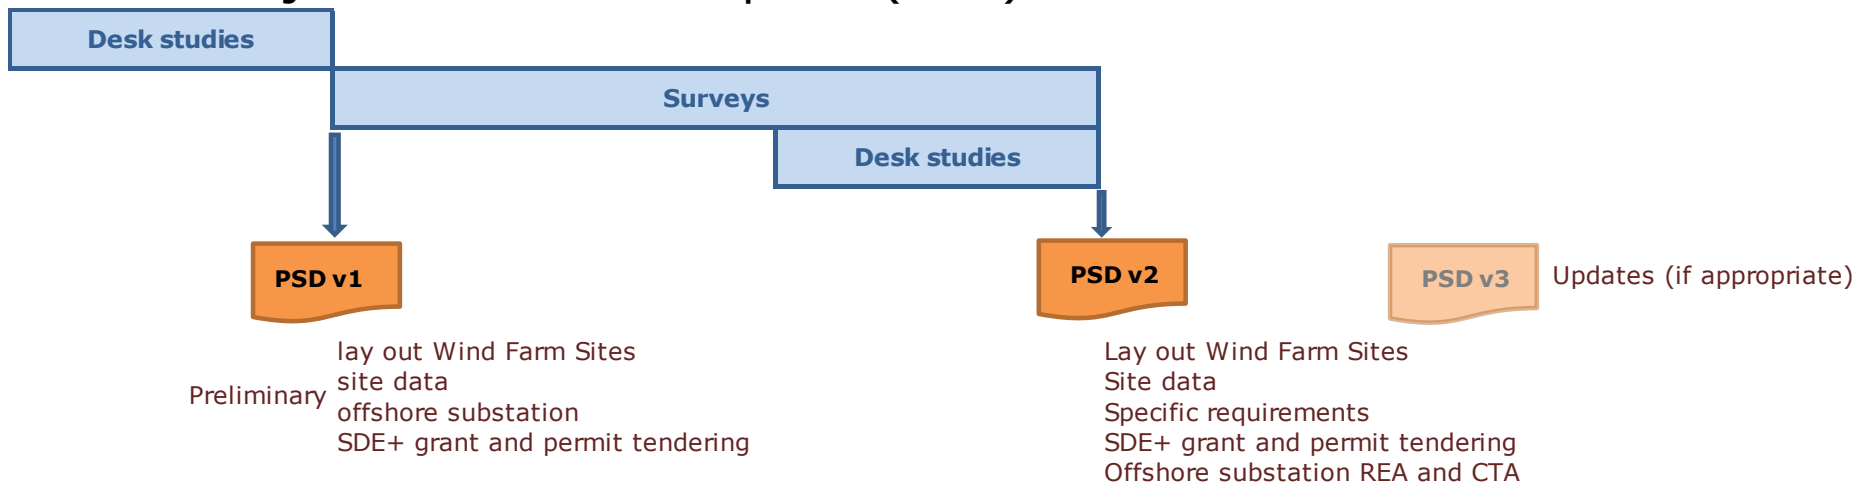 Desk studies
Surveys
Desk studies
PSD v1
PSD v2
PSD v3
Updates (if appropriate)
Preliminary
lay out Wind Farm Sites
site data
offshore substation
SDE+ grant and permit tendering
Lay out Wind Farm Sites
Site data
Specific requirements
SDE+ grant and permit tendering
Offshore substation REA and CTA